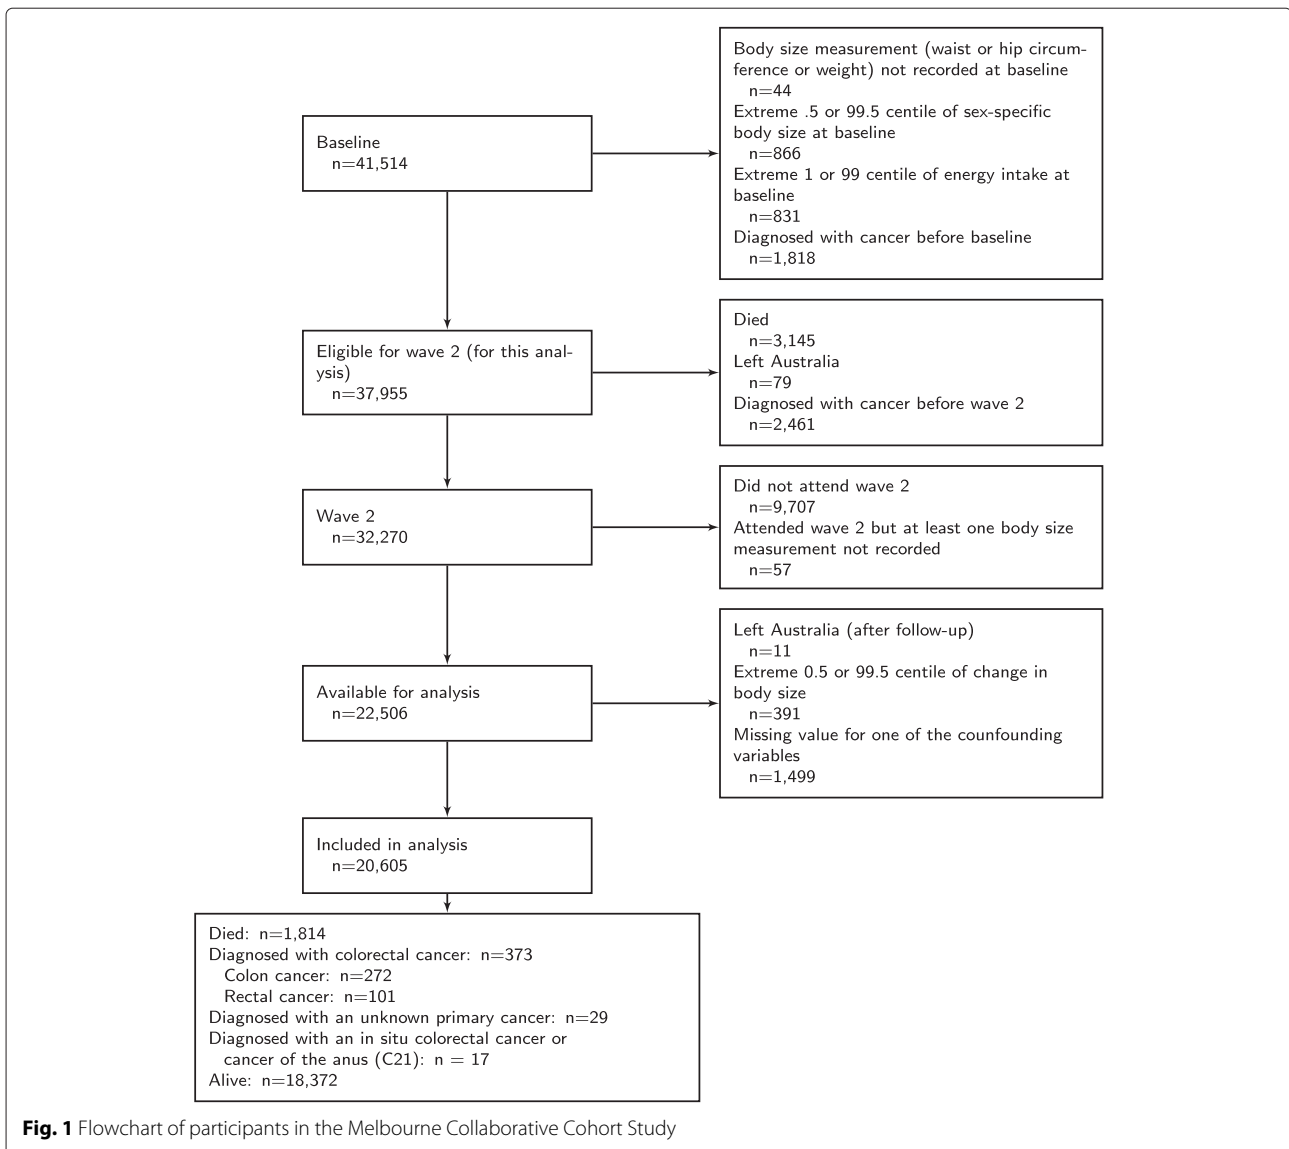 Baseline
n=41,514
Body size measurement (waist or hip circum-
ference or weight) not recorded at baseline
n=44
Extreme .5 or 99.5 centile of sex-specific
body size at baseline
n=866
Extreme 1 or 99 centile of energy intake at
baseline
n=831
Diagnosed with cancer before baseline
n=1,818
Eligible for wave 2 (for this anal-
ysis)
n=37,955
Died
n=3,145
Left Australia
n=79
Diagnosed with cancer before wave 2
n=2,461
Wave 2
n=32,270
Did not attend wave 2
n=9,707
Attended wave 2 but at least one body size
measurement not recorded
n=57
Available for analysis
n=22,506
Left Australia (after follow-up)
n=11
Extreme 0.5 or 99.5 centile of change in
body size
n=391
Missing value for one of the counfounding
variables
n=1,499
Included in analysis
n=20,605
Died: n=1,814
Diagnosed with colorectal cancer: n=373
Colon cancer: n=272
Rectal cancer: n=101
Diagnosed with an unknown primary cancer: n=29
Diagnosed with an in situ colorectal cancer or
cancer of the anus (C21): n = 17
Alive: n=18,372
Fig. 1 Flowchart of participants in the Melbourne Collaborative Cohort Study